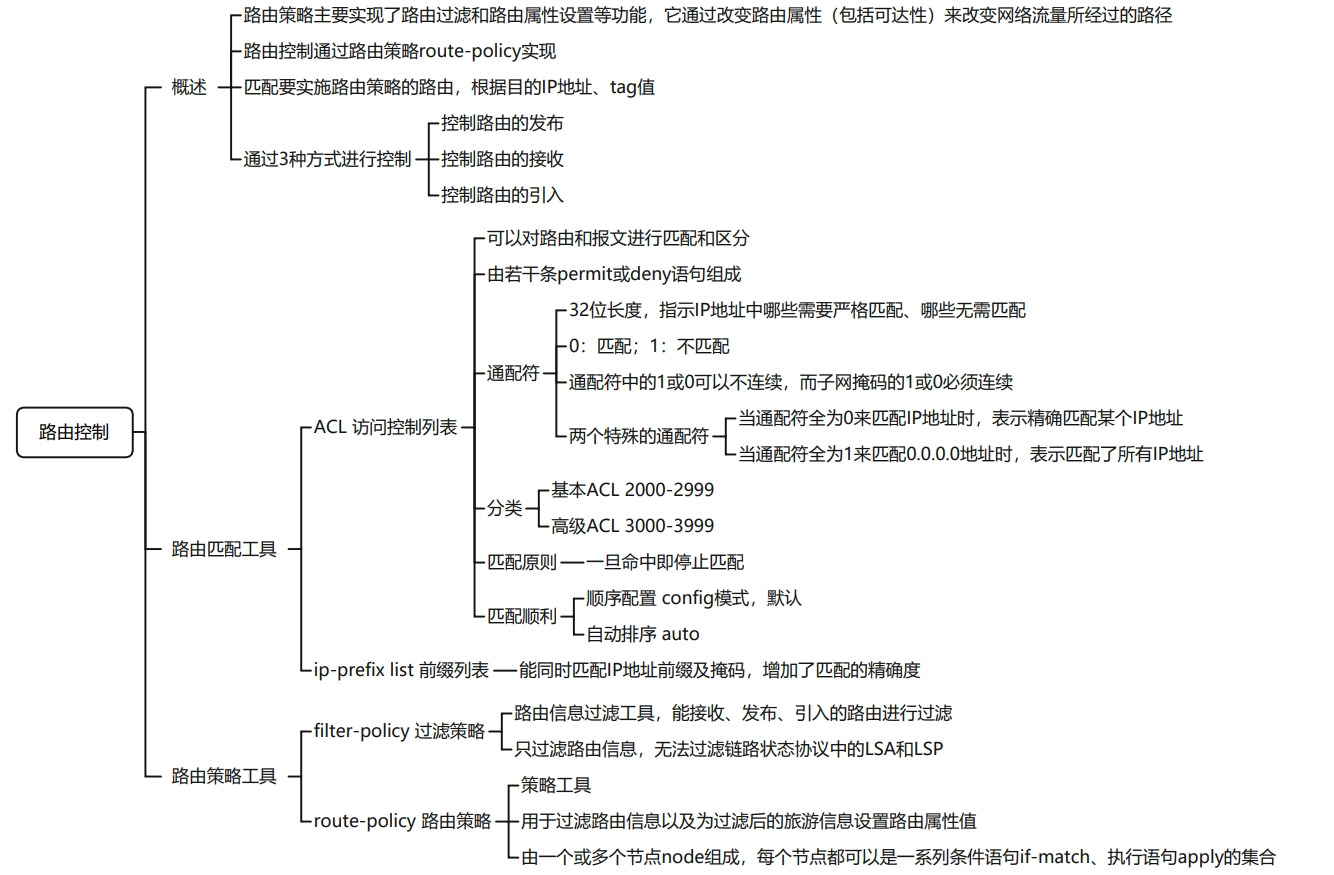 路由策略主要实现了路由过滤和路由属性设置等功能，它通过改变路由属性（包括可达性）来改变网络流量所经过的路径
路由控制通过路由策略route-policy实现
概述
匹配要实施路由策略的路由，根据目的IP地址、tag值
控制路由的发布
通过3种方式进行控制
控制路由的接收
控制路由的引入
可以对路由和报文进行匹配和区分
由若干条permit或deny语句组成
32位长度，指示IP地址中哪些需要严格匹配、哪些无需匹配
0：匹配；1：不匹配
通配符
通配符中的1或0可以不连续，而子网掩码的1或0必须连续
当通配符全为0来匹配IP地址时，表示精确匹配某个IP地址
两个特殊的通配符
当通配符全为1来匹配0.0.0.0地址时，表示匹配了所有IP地址
路由控制
ACL 访问控制列表
基本ACL 2000-2999
分类
高级ACL 3000-3999
路由匹配工具
匹配原则
一旦命中即停止匹配
顺序配置 config模式，默认
匹配顺利
自动排序 auto
ip-prefix list 前缀列表
能同时匹配IP地址前缀及掩码，增加了匹配的精确度
路由信息过滤工具，能接收、发布、引入的路由进行过滤
filter-policy 过滤策略
只过滤路由信息，无法过滤链路状态协议中的LSA和LSP
路由策略工具
策略工具
route-policy 路由策略
用于过滤路由信息以及为过滤后的旅游信息设置路由属性值
由一个或多个节点node组成，每个节点都可以是一系列条件语句if-match、执行语句apply的集合